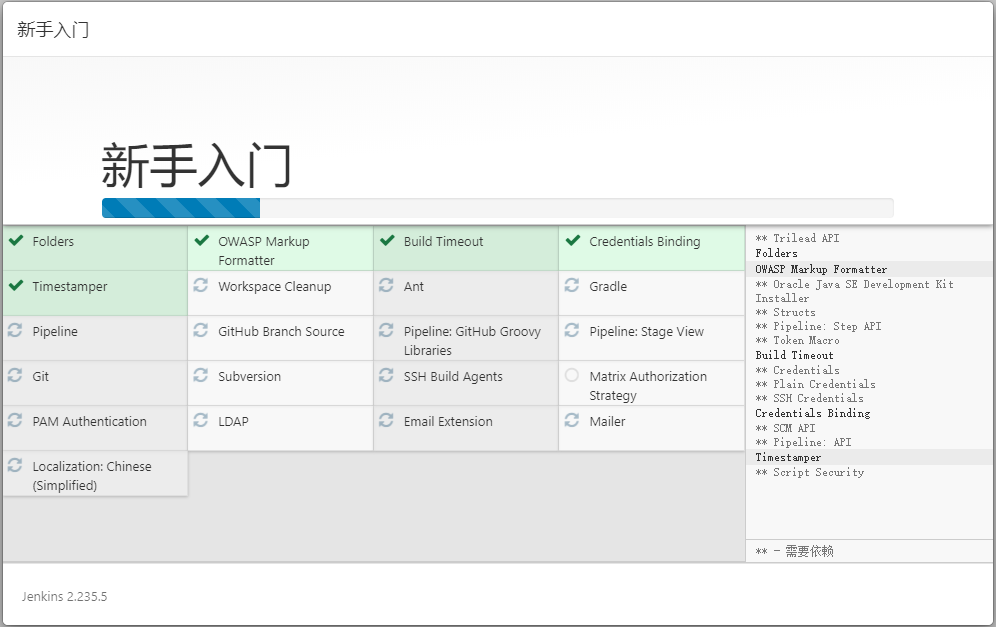 新手入门
新手入门
Folders
OWASP Markup
Formatter
Build Timeout
Credentials Binding
Timestamper
Workspace Cleanup
Ant
Gradle
Pipeline
GitHub Branch Source
Pipeline: GitHub Groovy
Libraries
Pipeline: Stage View
Git
Subversion
SSH Build Agents
Matrix Authorization
Strategy
PAM Authentication
LDAP
Email Extension
Mailer
Localization: Chinese
(Simplified)
** Trilead API
Folders
OWASP Markup Formatter
** Oracle Java SE Development Kit
Installer
** Structs
** Pipeline: Step API
** Token Macro
Build Timeout
** Credentials
** Plain Credentials
** SSH Credentials
Credentials Binding
** SCM API
** Pipeline: API
Timestamper
** Script Security
** - 需要依赖
Jenkins 2.235.5